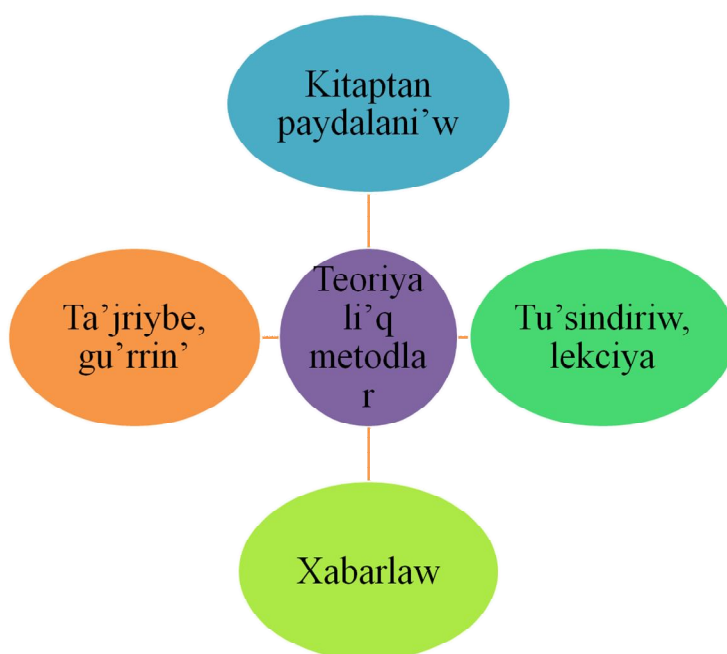 Kitaptan
paydalani’w
Ta’jriybe,
gu’rrin’
Teoriya
li’q
metodla
r
Tu’sindiriw,
lekciya
Xabarlaw